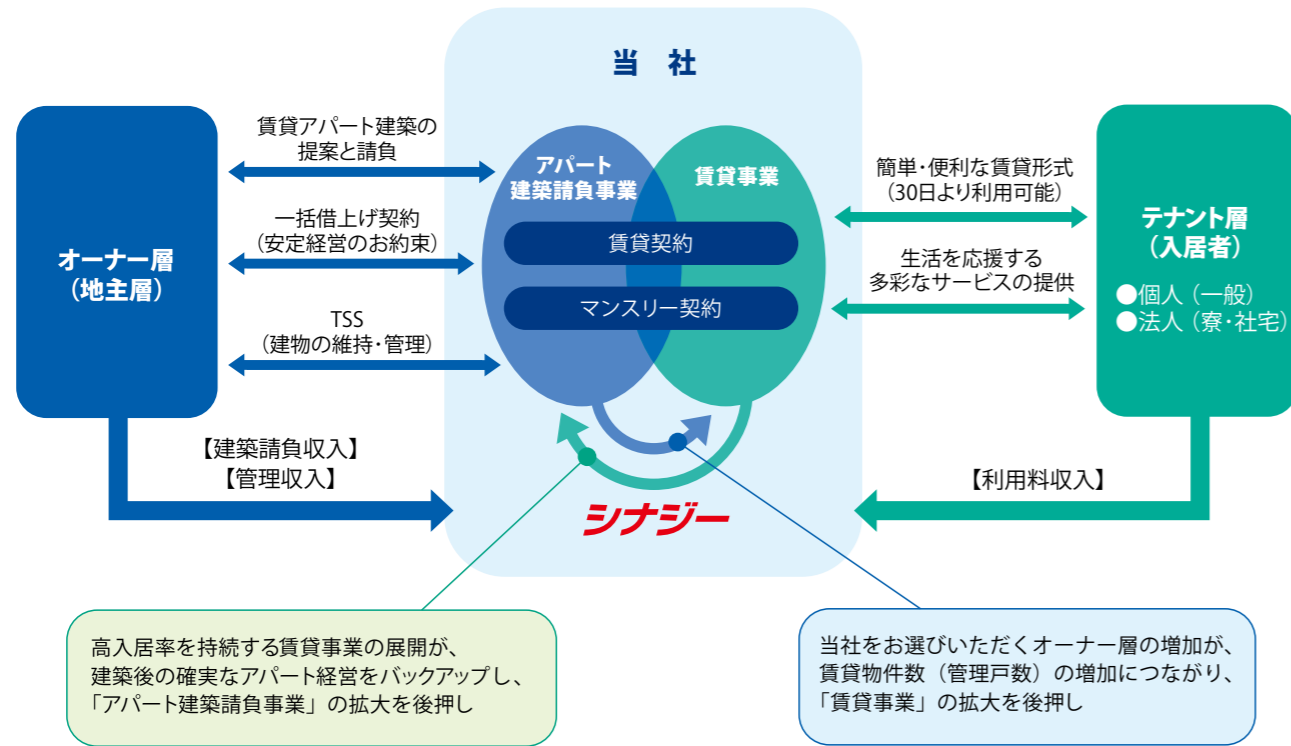 当 社
オーナー層
(地主層)
賃貸アパート建築の
提案と請負
一括借上げ契約
(安定経営のお約束)
TSS
(建物の維持・管理)
アパート
建築請負事業
賃貸事業
賃貸契約
マンスリー契約
簡単・便利な賃貸形式
(30日より利用可能)
生活を応援する
多彩なサービスの提供
テナント層
(入居者)
●個人(一般)
●法人(寮・社宅)
【建築請負収入】
【管理収入】
【利用料収入】
シナジー
高入居率を持続する賃貸事業の展開が、
建築後の確実なアパート経営をバックアップし、
「アパート建築請負事業」の拡大を後押し
当社をお選びいただくオーナー層の増加が、
賃貸物件数(管理戸数)の増加につながり、
「賃貸事業」の拡大を後押し